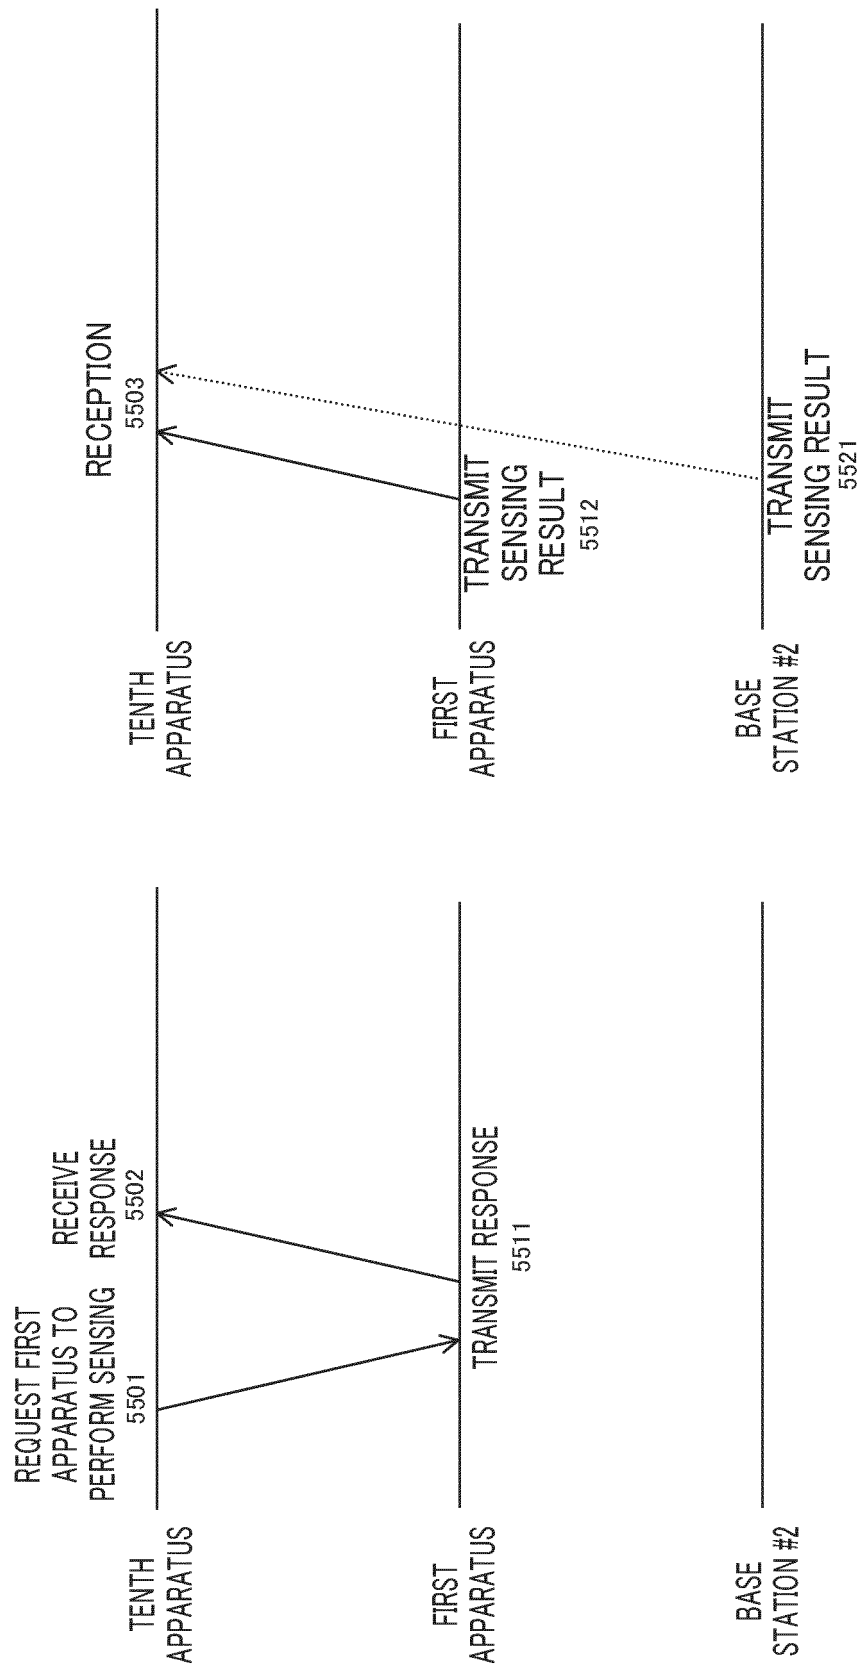 REQUEST FIRST
APPARATUS TO
PERFORM SENSING
5501
RECEIVE
RESPONSE
5502
TENTH
APPARATUS
FIRST
APPARATUS
TRANSMIT RESPONSE
5511
BASE
STATION #2
RECEPTION
5503
TENTH
APPARATUS
FIRST
APPARATUS
TRANSMIT
SENSING
RESULT
5512
BASE
STATION #2
TRANSMIT
SENSING RESULT
5521